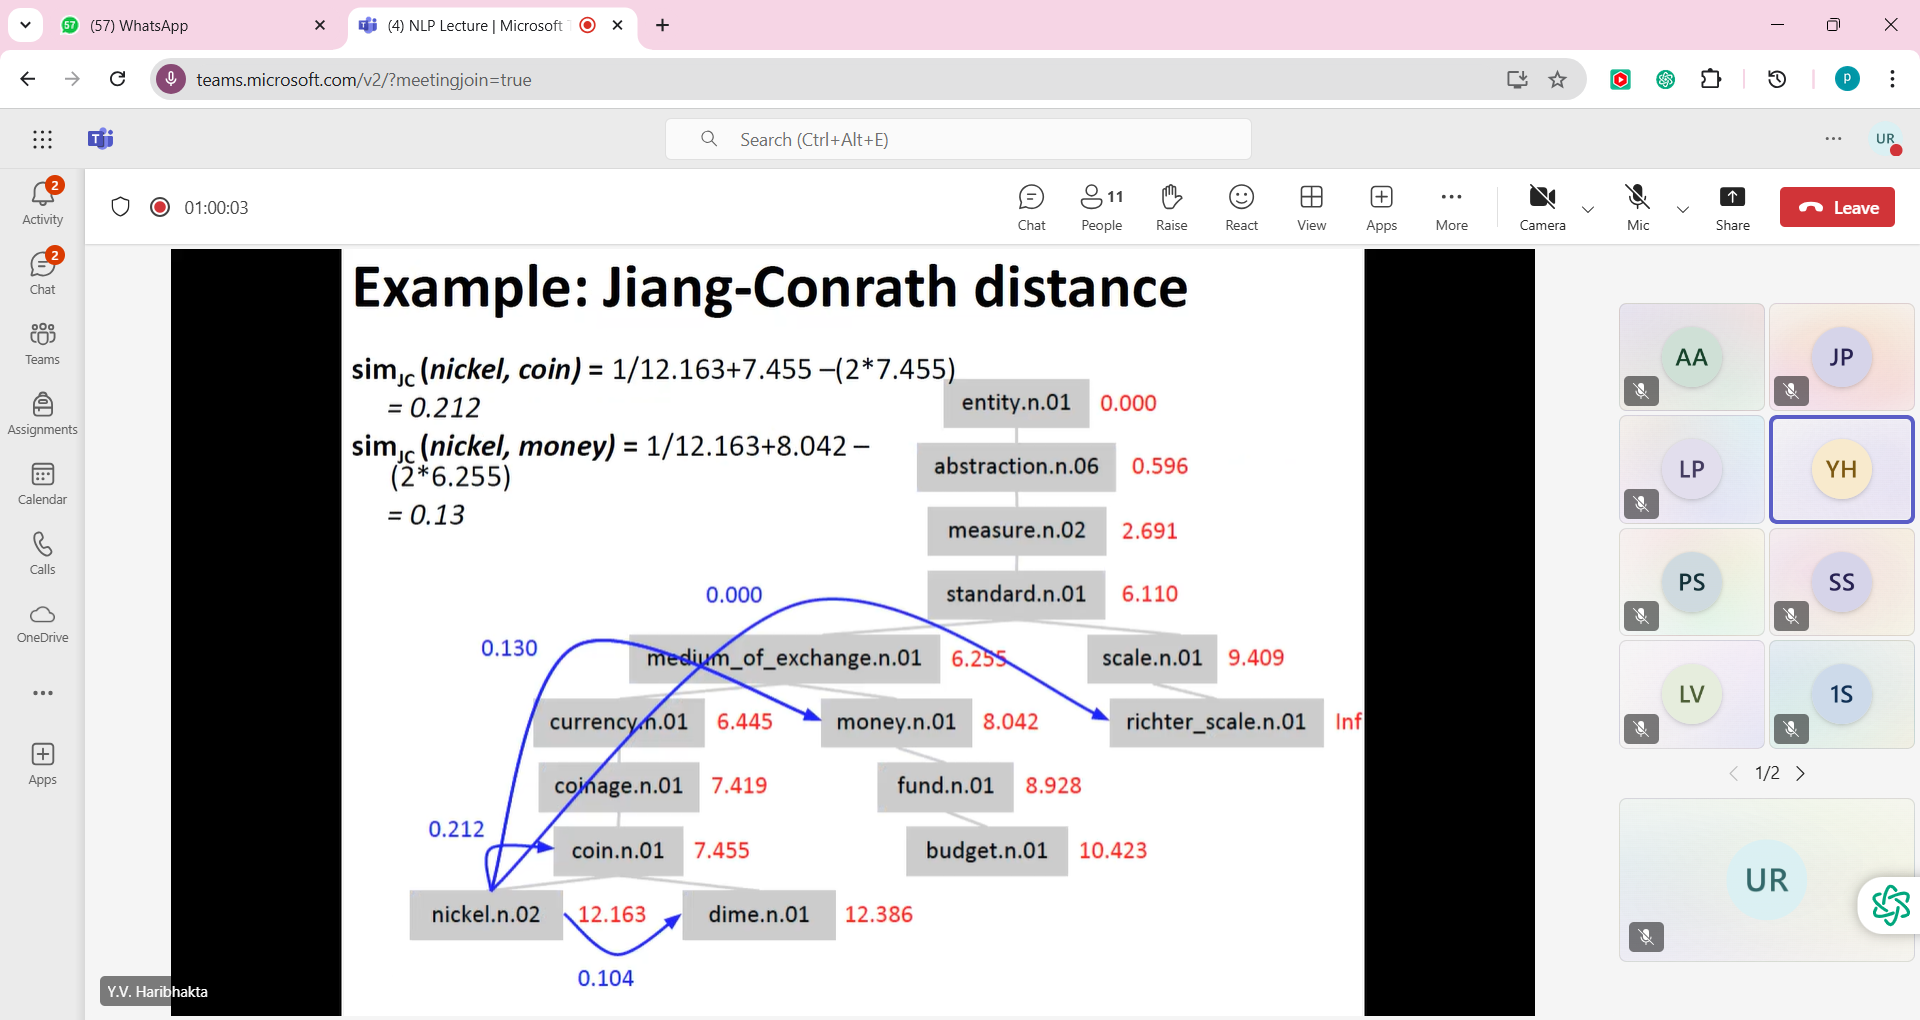 57
(57) WhatsApp
(4) NLP Lecture | Microsoft
teams.microsoft.com/v2/?meetingjoin=true
P
Search (Ctrl+Alt+E)
UR
2
Activity
2
Chat
Teams
Assignments
Calendar
Calls
OneDrive
Apps
01:00:03
Chat
11
People
Raise
React
View
Apps
More
Camera
Mic
Share
Leave
Example: Jiang-Conrath distance
simJC (nickel, coin) = 1/12.163+7.455 –(2*7.455)
= 0.212
simJC (nickel, money) = 1/12.163+8.042 –
(2*6.255)
= 0.13
entity.n.01 0.000
abstraction.n.06 0.596
measure.n.02 2.691
standard.n.01 6.110
0.000
0.130
medium_of_exchange.n.01 6.255
scale.n.01 9.409
currency.n.01 6.445
money.n.01 8.042
richter_scale.n.01 Inf
coinage.n.01 7.419
fund.n.01 8.928
0.212
coin.n.01 7.455
budget.n.01 10.423
nickel.n.02 12.163
dime.n.01 12.386
0.104
Y.V. Haribhakta
AA
JP
LP
YH
PS
SS
LV
1S
1/2
UR